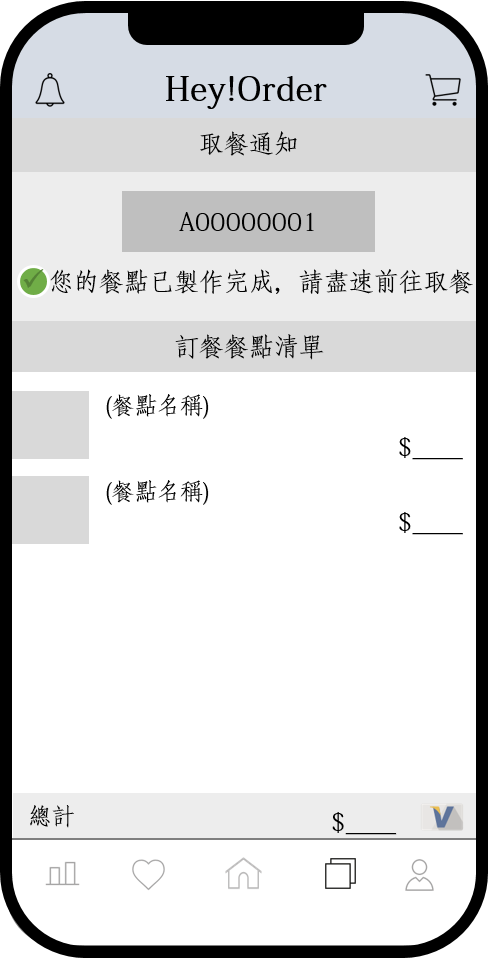 Hey!Order
取餐通知
A00000001
您的餐點已製作完成，請盡速前往取餐
訂餐餐點清單
(餐點名稱)
$____
(餐點名稱)
$____
總計 $____ V